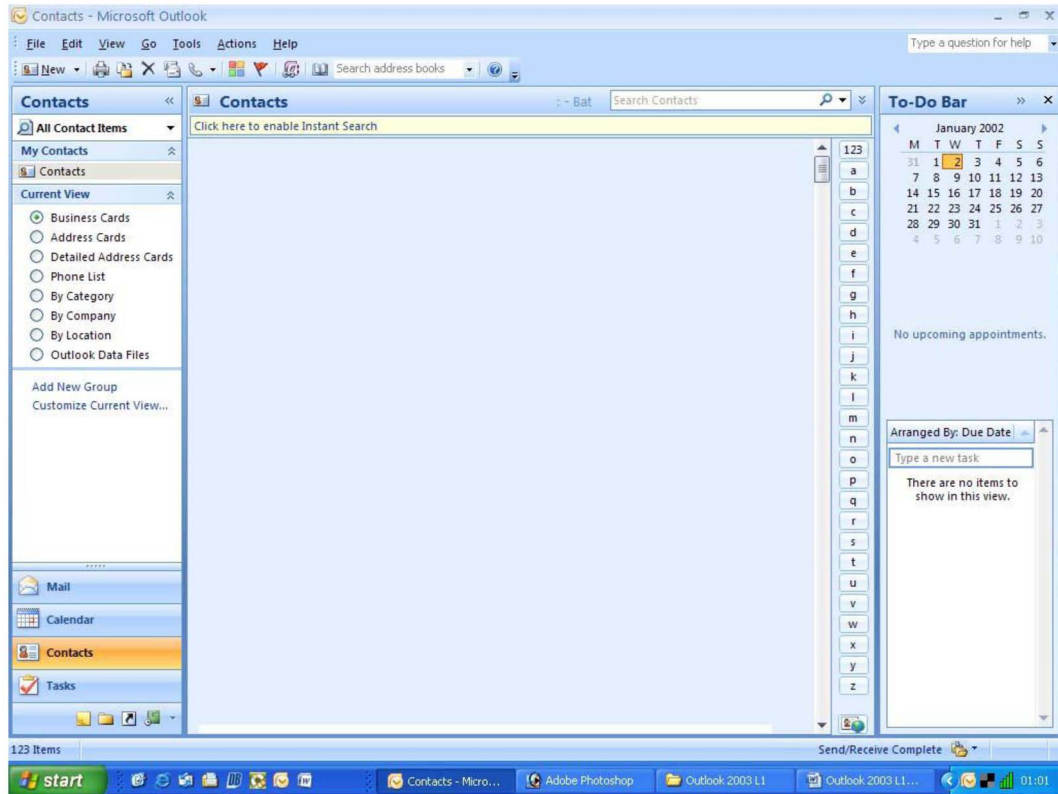 Contacts - Microsoft Outlook
File Edit View Go Tools Actions Help
Type a question for help
New
Search address books
Contacts
All Contact Items
My Contacts
Contacts
Current View
Business Cards
Address Cards
Detailed Address Cards
Phone List
By Category
By Company
By Location
Outlook Data Files
Add New Group
Customize Current View...
Mail
Calendar
Contacts
Tasks
Contacts
: - Bat
Search Contacts
Click here to enable Instant Search
123
a
b
c
d
e
f
g
h
i
j
k
l
m
n
o
p
q
r
s
t
u
v
w
x
y
z
To-Do Bar
January 2002
M T W T F S S
31 1 2 3 4 5 6
7 8 9 10 11 12 13
14 15 16 17 18 19 20
21 22 23 24 25 26 27
28 29 30 31 1 2 3
4 5 6 7 8 9 10
No upcoming appointments.
Arranged By: Due Date
Type a new task
There are no items to
show in this view.
123 Items
Send/Receive Complete
start
Contacts - Micro...
Adobe Photoshop
Outlook 2003 L1
Outlook 2003 L1...
01:01